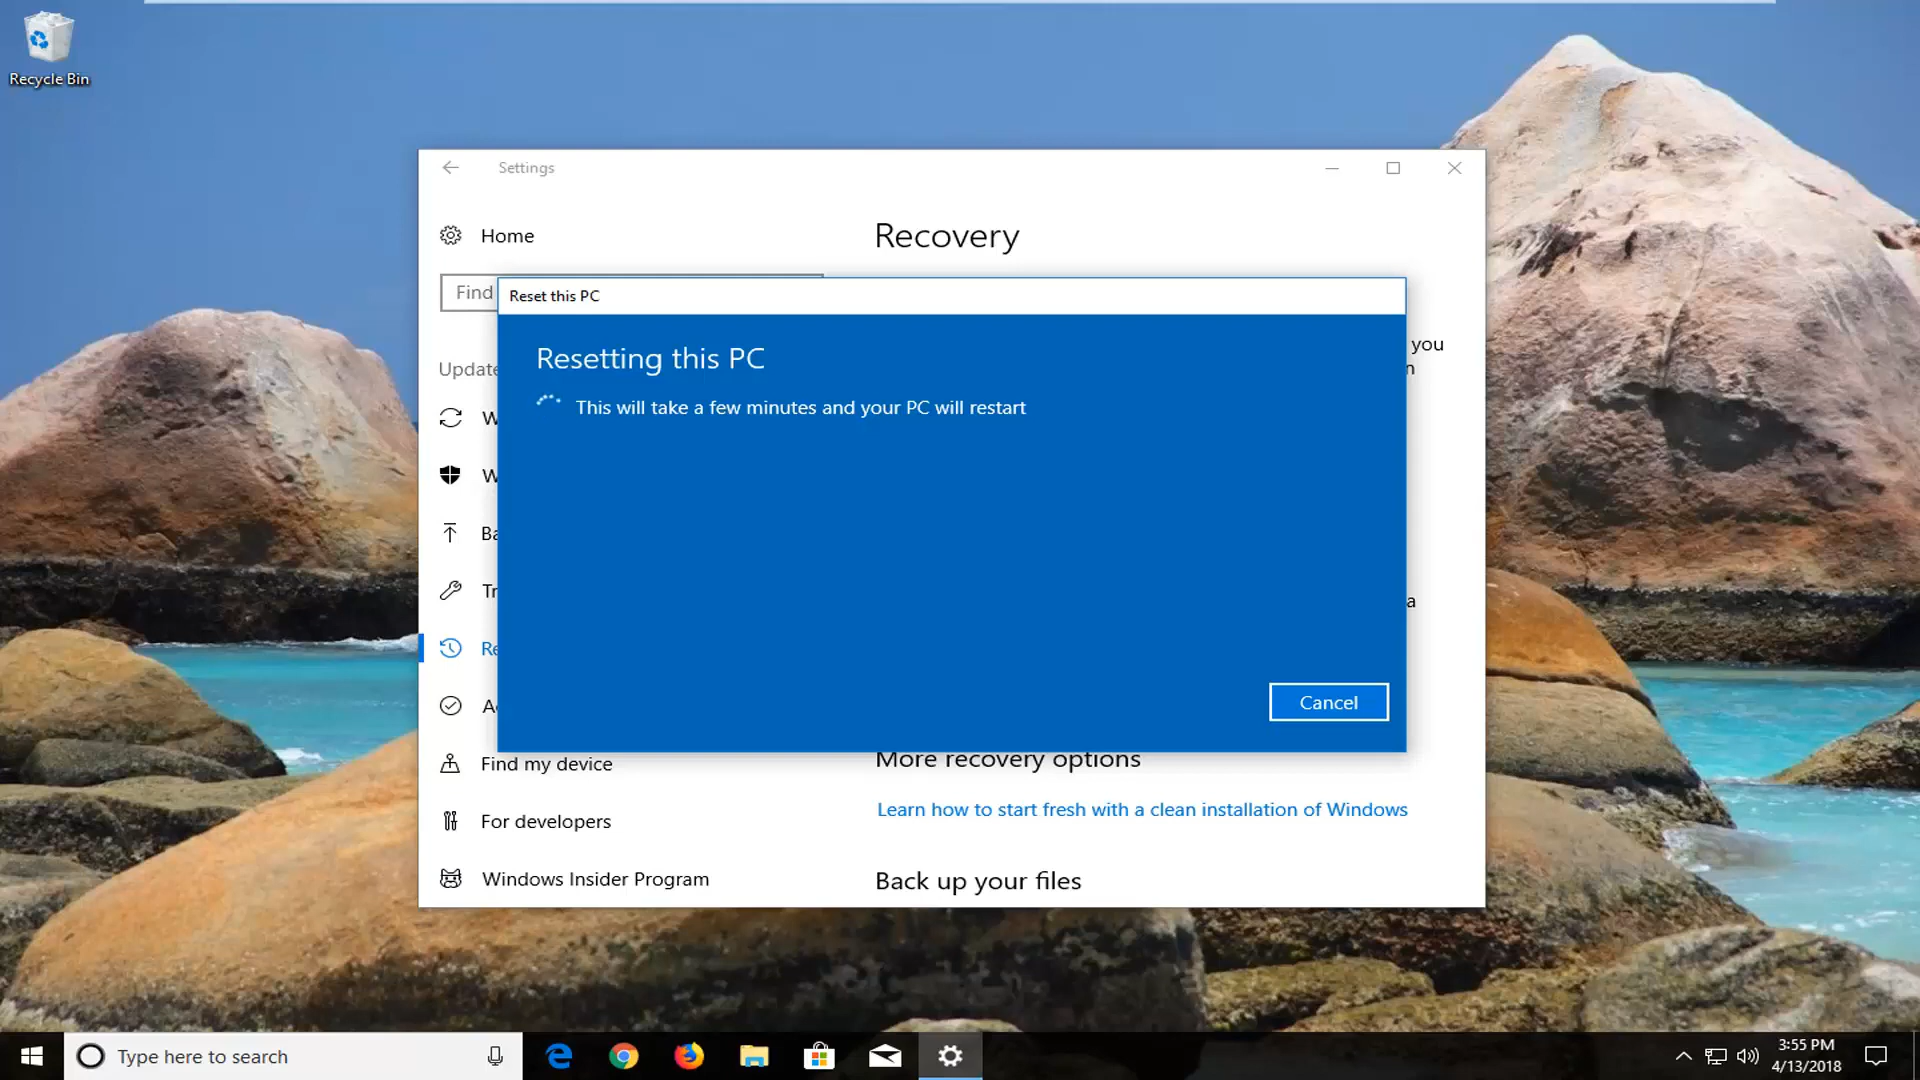 Recycle Bin
Settings
Home
Recovery
Find
Reset this PC
Resetting this PC
This will take a few minutes and your PC will restart
you
n
Update
W
W
Ba
Tr
a
Re
A
Cancel
More recovery options
Find my device
Learn how to start fresh with a clean installation of Windows
For developers
Windows Insider Program
Back up your files
Type here to search
3:55 PM
4/13/2018